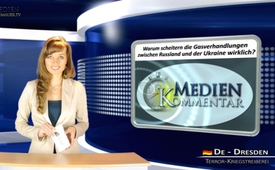 Warum scheitern die Gasverhandlungen
zwischen Russland und der Ukraine wirklich?
MEDIEN
KOMMENTAR
DE - DRESDEN
TERROR-KRIEGSTREIBEREI